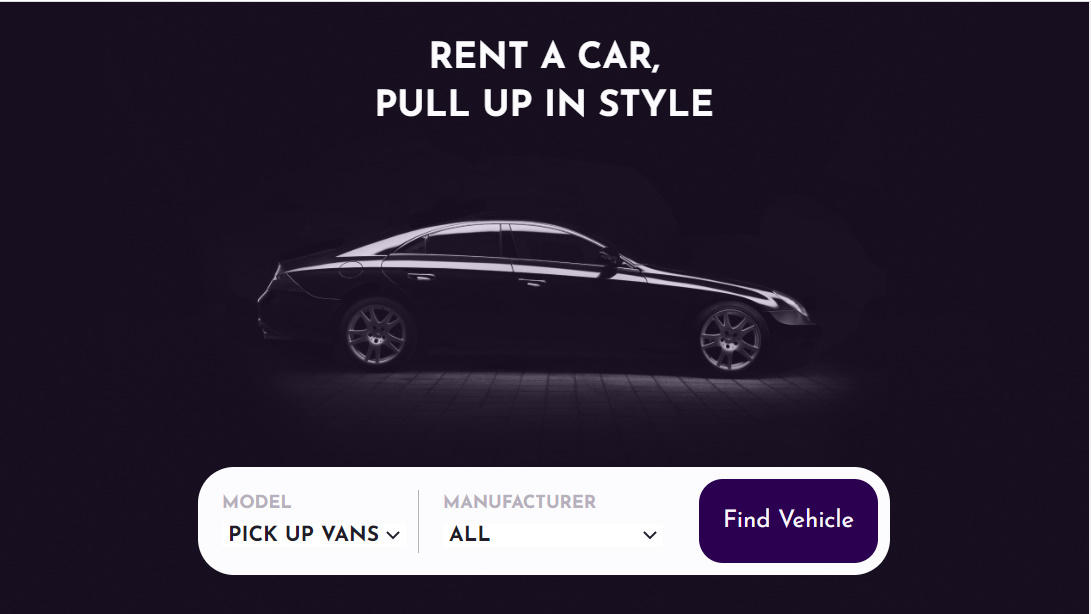 RENT A CAR,
PULL UP IN STYLE
MODEL
PICK UP VANS
MANUFACTURER
ALL
Find Vehicle